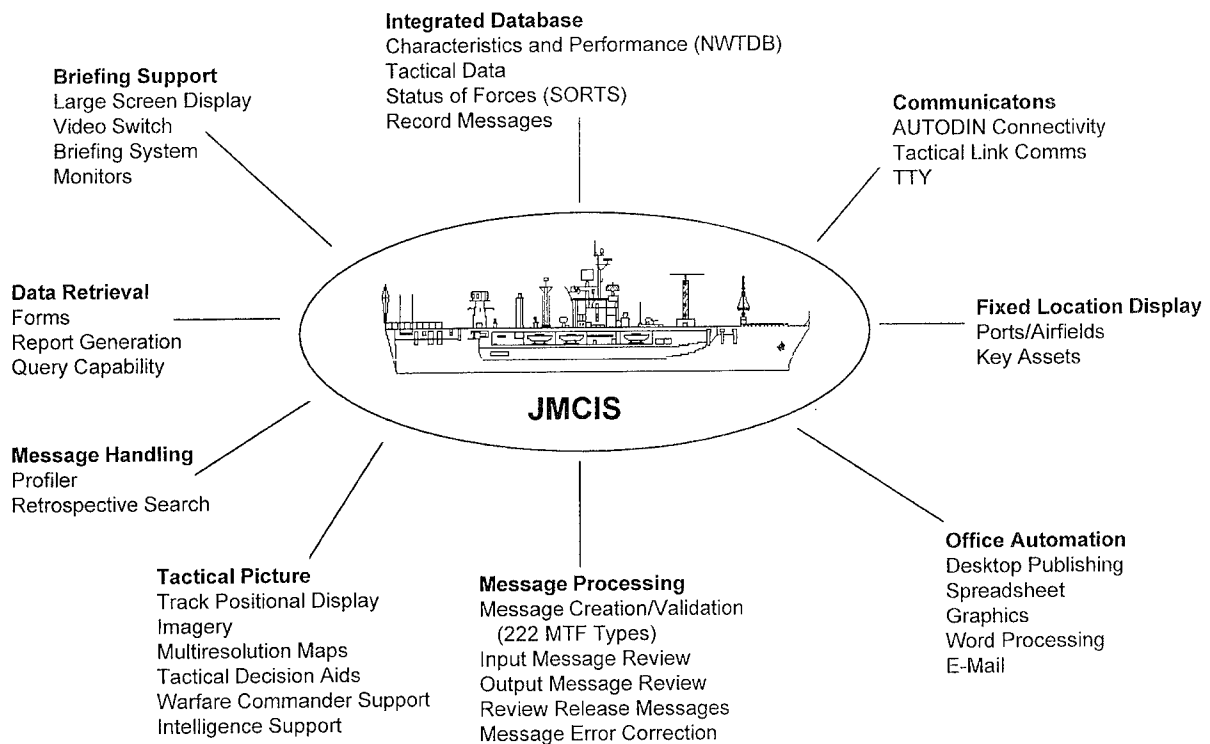 Integrated Database
Characteristics and Performance (NWTDB)
Tactical Data
Status of Forces (SORTS)
Record Messages
Briefing Support
Large Screen Display
Video Switch
Briefing System
Monitors
Communicatons
AUTODIN Connectivity
Tactical Link Comms
TTY
Data Retrieval
Forms
Report Generation
Query Capability
JMCIS
Fixed Location Display
Ports/Airfields
Key Assets
Message Handling
Profiler
Retrospective Search
Tactical Picture
Track Positional Display
Imagery
Multiresolution Maps
Tactical Decision Aids
Warfare Commander Support
Intelligence Support
Message Processing
Message Creation/Validation
(222 MTF Types)
Input Message Review
Output Message Review
Review Release Messages
Message Error Correction
Office Automation
Desktop Publishing
Spreadsheet
Graphics
Word Processing
E-Mail